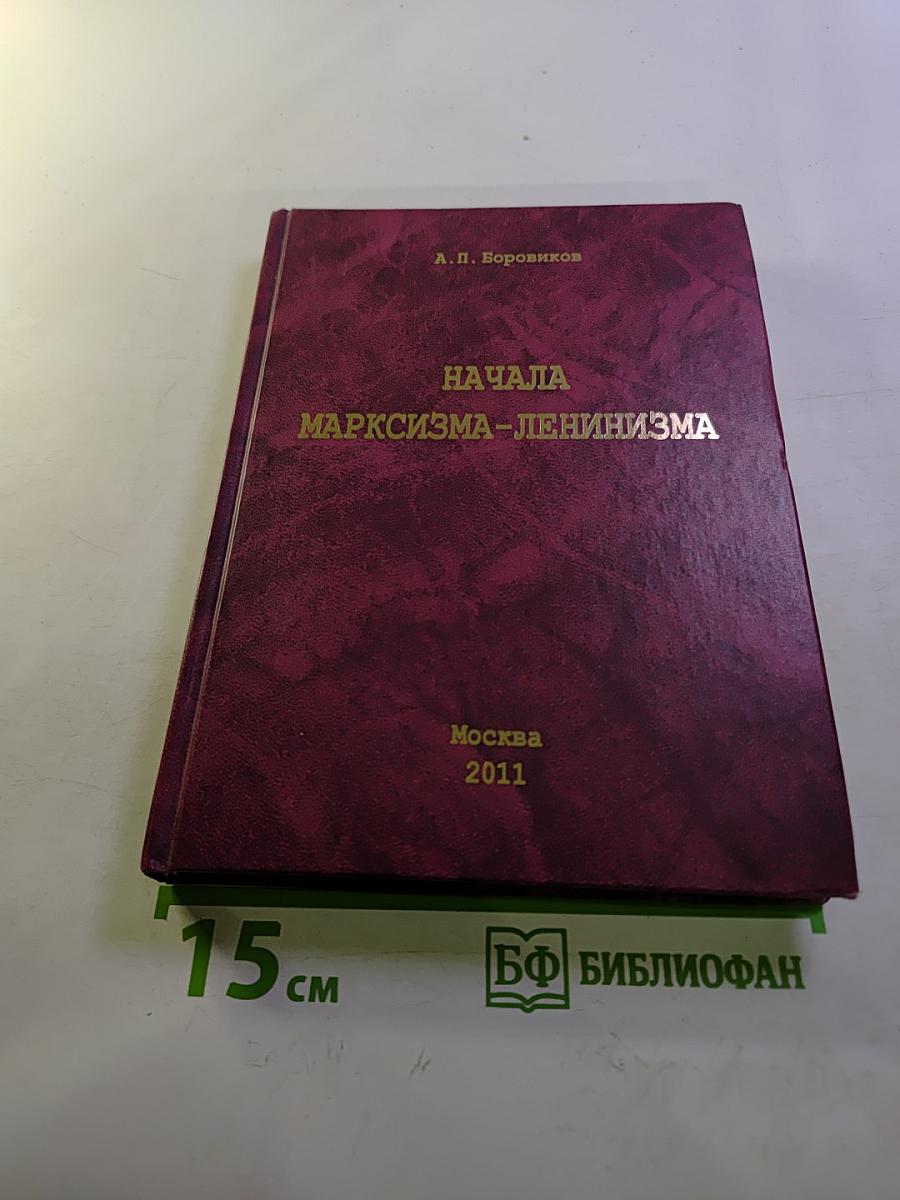 А.П. Боровиков
НАЧАЛА
МАРКСИЗМА-ЛЕНИНИЗМА
Москва
2011
15 см
БФ БИБЛИОФАН